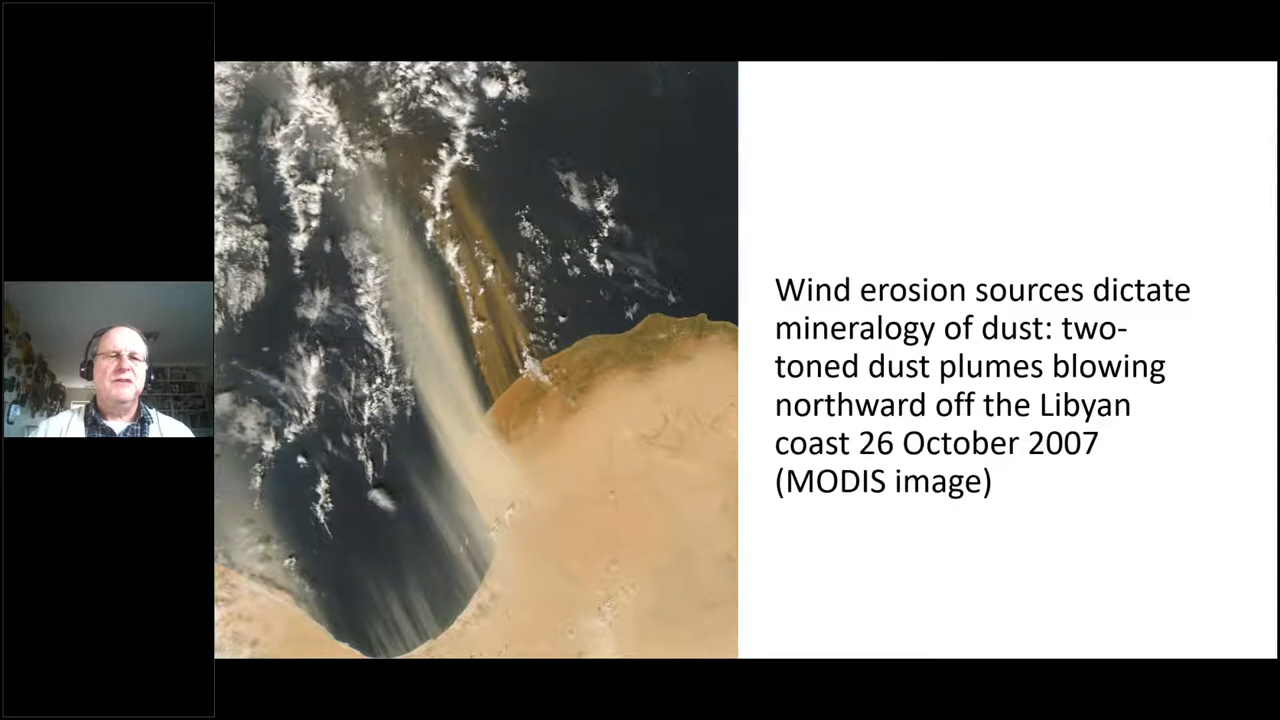 Wind erosion sources dictate
mineralogy of dust: two-
toned dust plumes blowing
northward off the Libyan
coast 26 October 2007
(MODIS image)